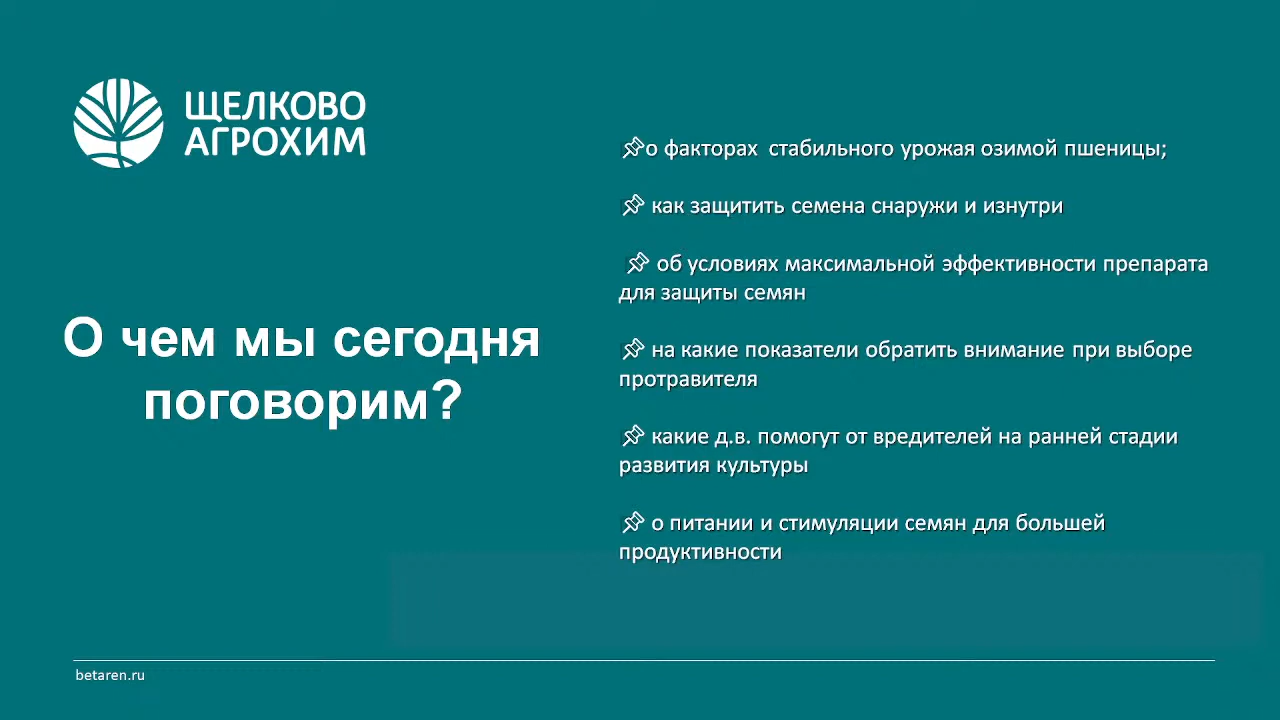 ЩЕЛКОВО
АГРОХИМ
О чем мы сегодня
поговорим?
о факторах стабильного урожая озимой пшеницы;
как защитить семена снаружи и изнутри
об условиях максимальной эффективности препарата
для защиты семян
на какие показатели обратить внимание при выборе
протравителя
какие д.в. помогут от вредителей на ранней стадии
развития культуры
о питании и стимуляции семян для большей
продуктивности
betaren.ru